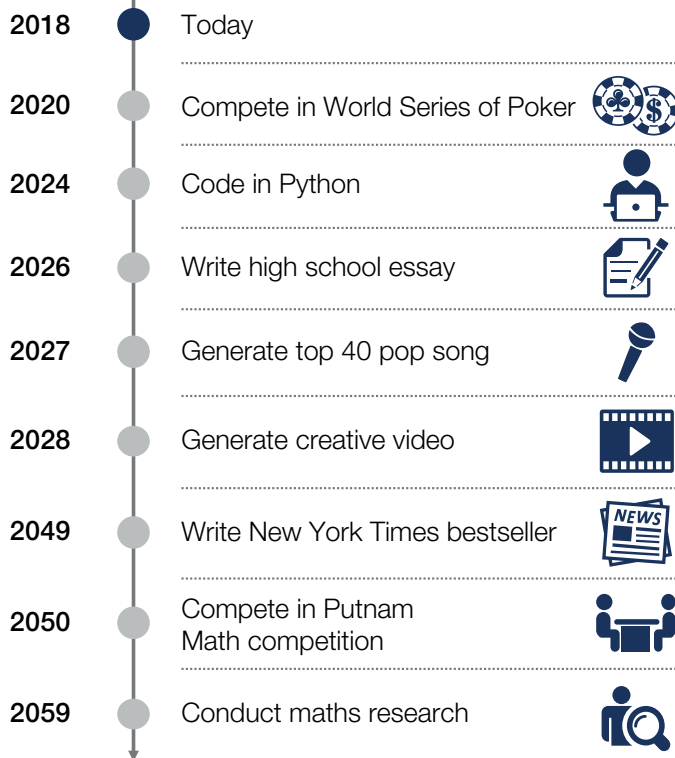 2018 Today
2020 Compete in World Series of Poker
$
2024 Code in Python
2026 Write high school essay
2027 Generate top 40 pop song
2028 Generate creative video
2049 Write New York Times bestseller
NEWS
2050 Compete in Putnam
Math competition
2059 Conduct maths research